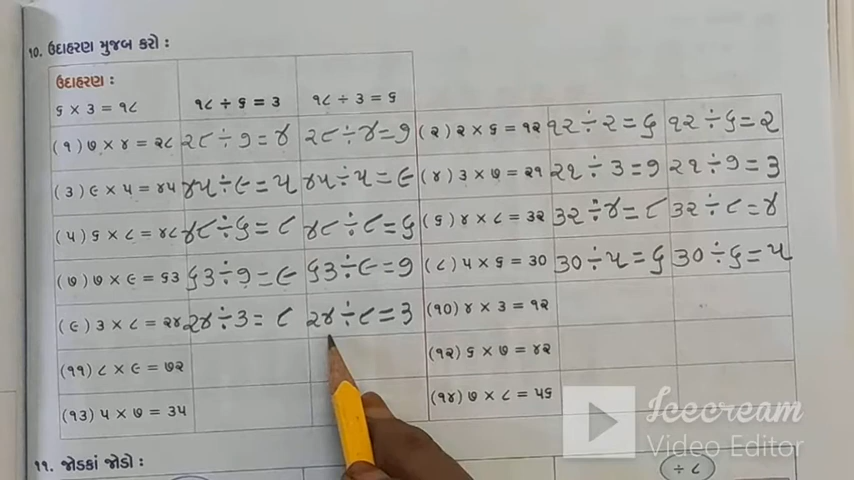 ૧૦. ઉદાહરણ મુજબ કરો :
ઉદાહરણ :
૬ × ૩ = ૧૮ ૧૮ ÷ ૬ = ૩ ૧૮ ÷ ૩ = ૬
(૧) ૭ × ૪ = ૨૮ ૨૮ ÷ ૭ = ૪ ૨૮ ÷ ૪ = ૭ (૨) ૨ × ૬ = ૧૨ ૧૨ ÷ ૨ = ૬ ૧૨ ÷ ૬ = ૨
(૩) ૯ × ૫ = ૪૫ ૪૫ ÷ ૯ = ૫ ૪૫ ÷ ૫ = ૯ (૪) ૩ × ૭ = ૨૧ ૨૧ ÷ ૩ = ૭ ૨૧ ÷ ૭ = ૩
(૫) ૬ × ૮ = ૪૮ ૪૮ ÷ ૬ = ૮ ૪૮ ÷ ૮ = ૬ (૬) ૪ × ૮ = ૩૨ ૩૨ ÷ ૪ = ૮ ૩૨ ÷ ૮ = ૪
(૭) ૭ × ૯ = ૬૩ ૬૩ ÷ ૭ = ૯ ૬૩ ÷ ૯ = ૭ (૮) ૫ × ૬ = ૩૦ ૩૦ ÷ ૫ = ૬ ૩૦ ÷ ૬ = ૫
(૯) ૩ × ૮ = ૨૪ ૨૪ ÷ ૩ = ૮ ૨૪ ÷ ૮ = ૩ (૧૦) ૪ × ૩ = ૧૨
(૧૧) ૮ × ૯ = ૭૨ (૧૨) ૬ × ૭ = ૪૨
(૧૩) ૫ × ૭ = ૩૫ (૧૪) ૭ × ૮ = ૫૬
Icecream
Video Editor
૧૧. જોડકાં જોડો :
÷ ૮